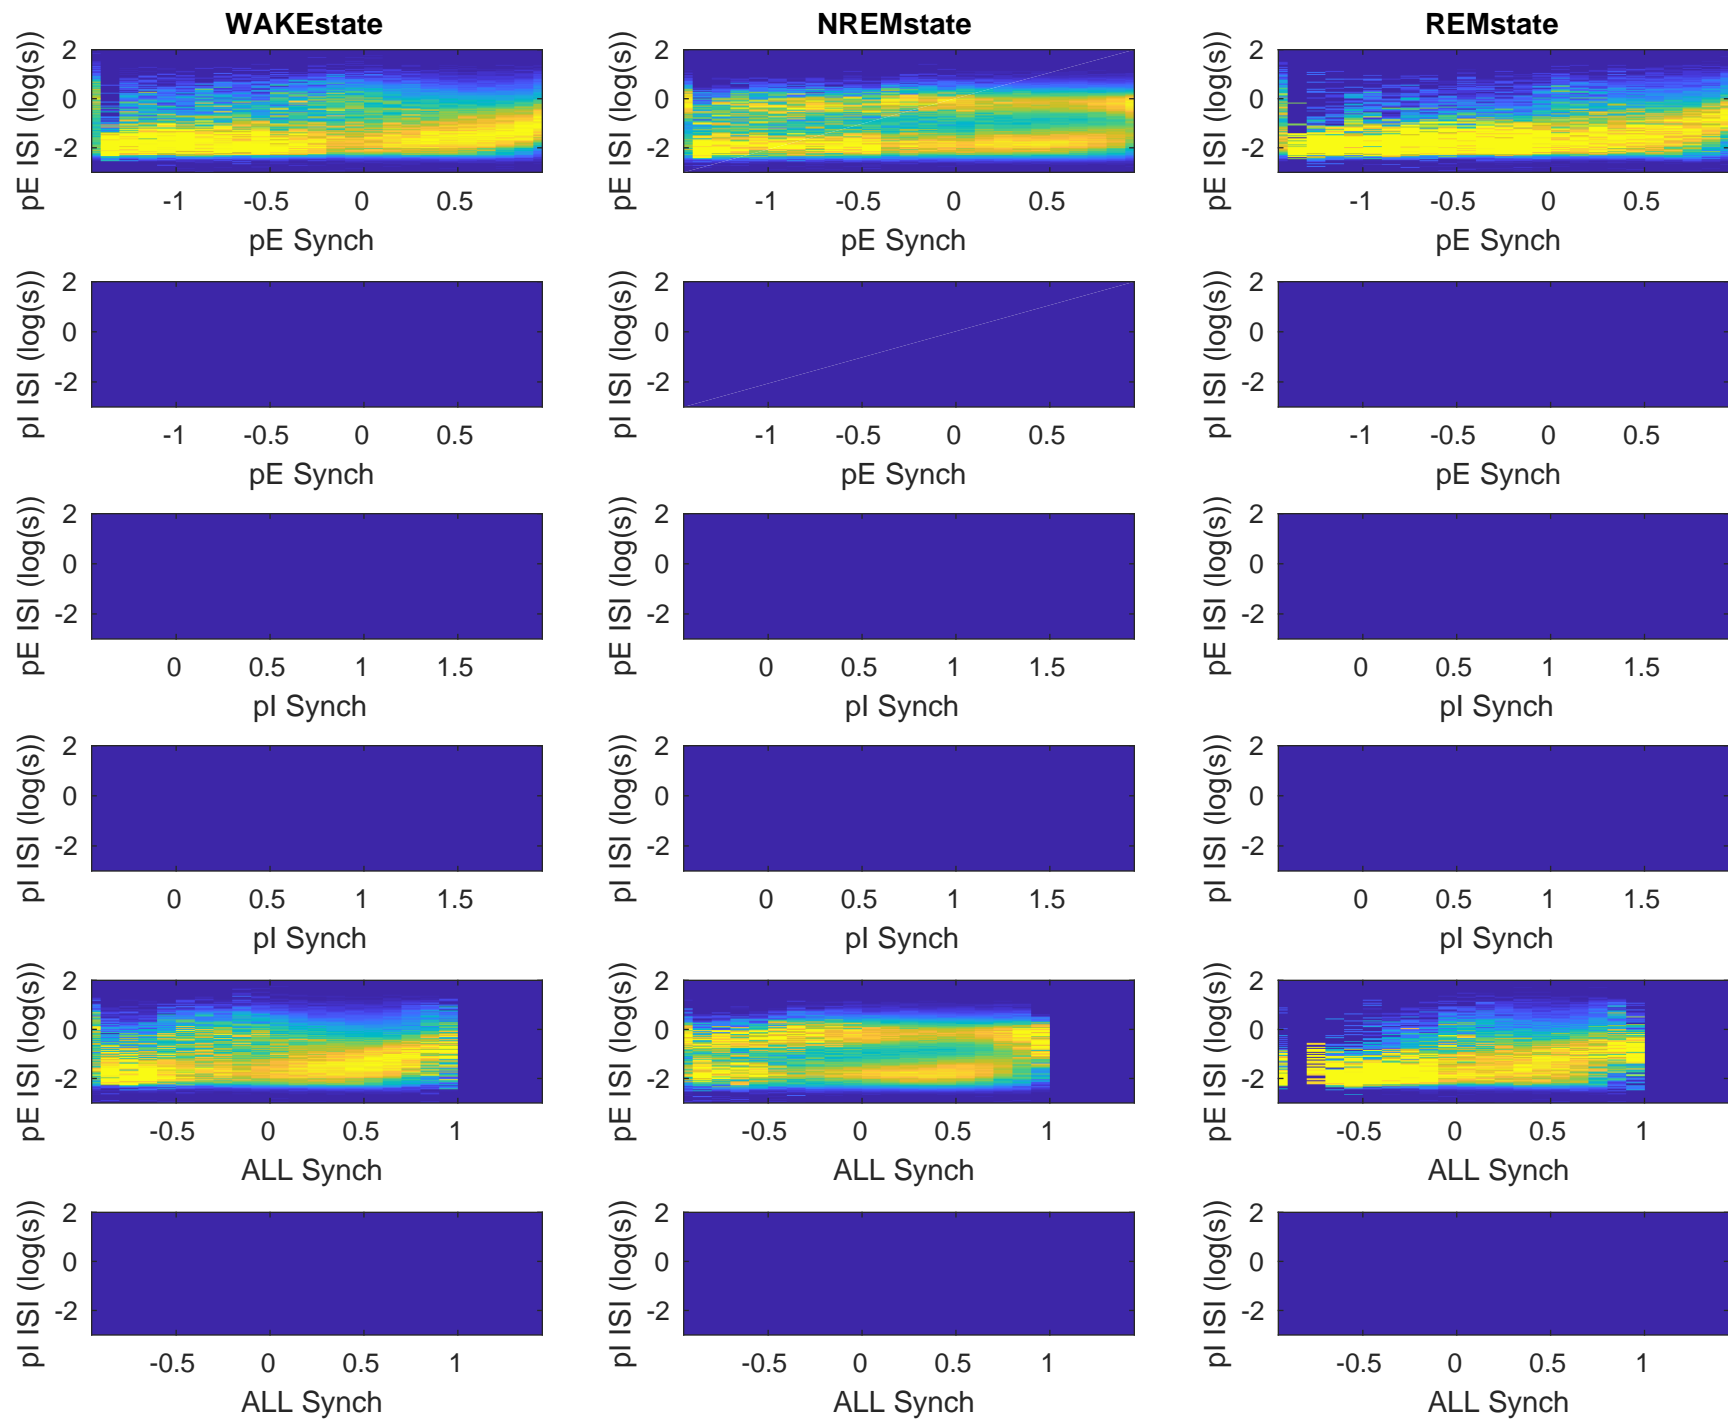 WAKEstate NREMstate REMstate
pE ISI (log(s)) 2 0 -2 pE ISI (log(s)) 2 0 -2 pE ISI (log(s)) 2 0 -2
-1 -0.5 0 0.5 -1 -0.5 0 0.5 -1 -0.5 0 0.5
pE Synch pE Synch pE Synch
pI ISI (log(s)) 2 0 -2 pI ISI (log(s)) 2 0 -2 pI ISI (log(s)) 2 0 -2
-1 -0.5 0 0.5 -1 -0.5 0 0.5 -1 -0.5 0 0.5
pE Synch pE Synch pE Synch
pE ISI (log(s)) 2 0 -2 pE ISI (log(s)) 2 0 -2 pE ISI (log(s)) 2 0 -2
0 0.5 1 1.5 0 0.5 1 1.5 0 0.5 1 1.5
pI Synch pI Synch pI Synch
pI ISI (log(s)) 2 0 -2 pI ISI (log(s)) 2 0 -2 pI ISI (log(s)) 2 0 -2
0 0.5 1 1.5 0 0.5 1 1.5 0 0.5 1 1.5
pI Synch pI Synch pI Synch
pE ISI (log(s)) 2 0 -2 pE ISI (log(s)) 2 0 -2 pE ISI (log(s)) 2 0 -2
-0.5 0 0.5 1 -0.5 0 0.5 1 -0.5 0 0.5 1
ALL Synch ALL Synch ALL Synch
pI ISI (log(s)) 2 0 -2 pI ISI (log(s)) 2 0 -2 pI ISI (log(s)) 2 0 -2
-0.5 0 0.5 1 -0.5 0 0.5 1 -0.5 0 0.5 1
ALL Synch ALL Synch ALL Synch